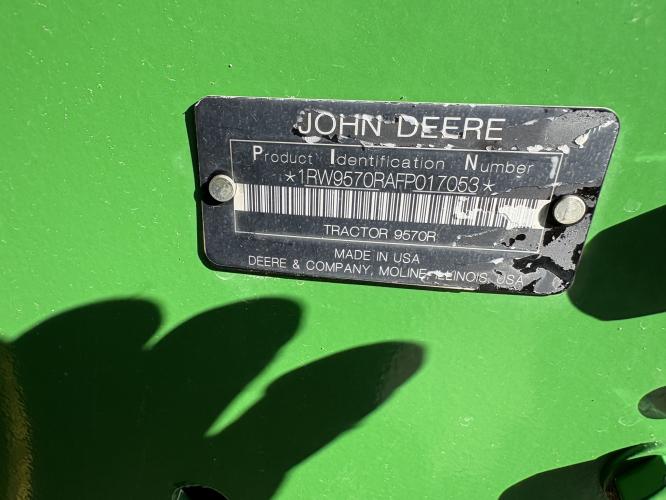 JOHN DEERE
Product Identification Number
*1RW9570RAFP017053*
TRACTOR 9570R
MADE IN USA
DEERE & COMPANY, MOLINE ILLINOIS, USA